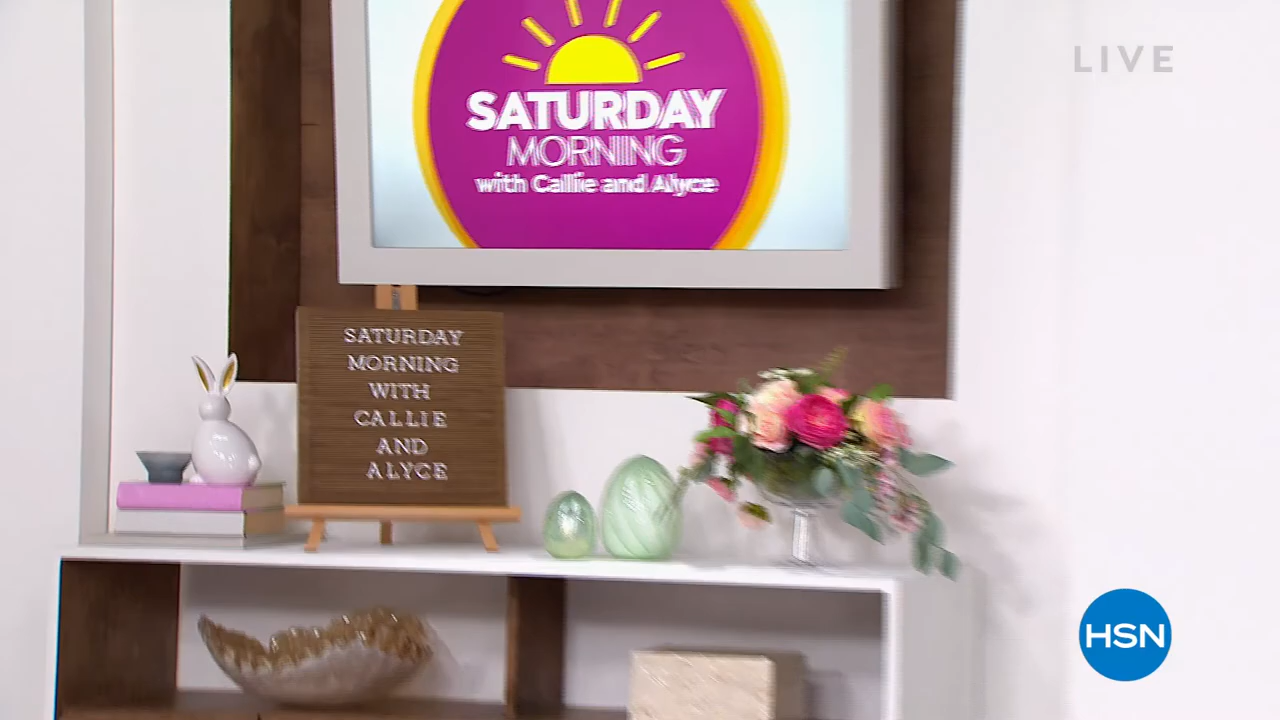 LIVE
SATURDAY
MORNING
with Callie and Alyce
SATURDAY
MORNING
WITH
CALLIE
AND
ALYCE
HSN